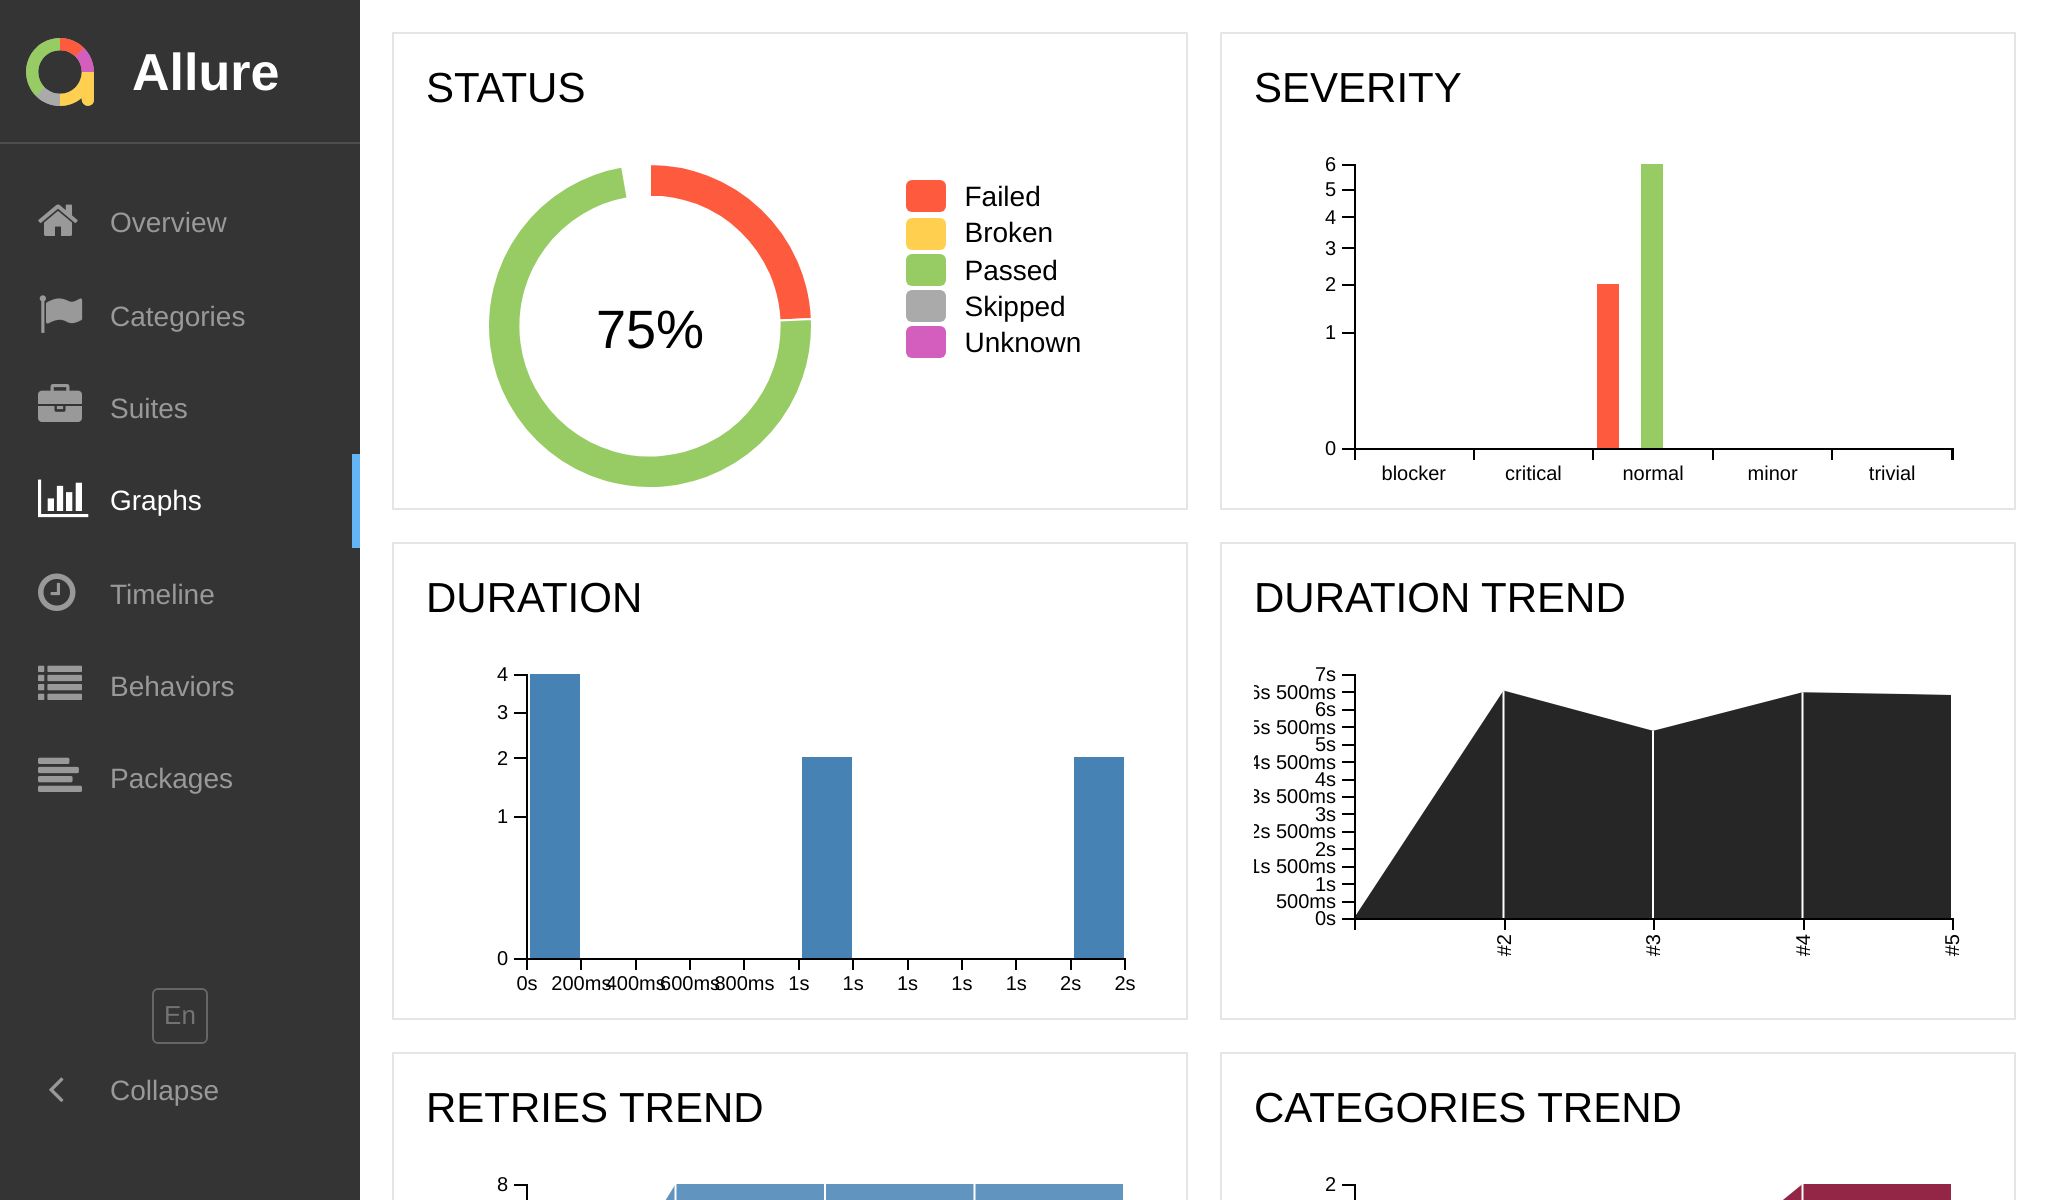 Allure
Overview
Categories
Suites
Graphs
Timeline
Behaviors
Packages
En
Collapse
STATUS
75%
Failed
Broken
Passed
Skipped
Unknown
SEVERITY
6
5
4
3
2
1
0
blocker critical normal minor trivial
DURATION
4
3
2
1
0
0s 200ms 400ms 600ms 800ms 1s 1s 1s 1s 1s 2s 2s
DURATION TREND
7s
6s 500ms
6s
5s 500ms
5s
4s 500ms
4s
3s 500ms
3s
2s 500ms
2s
1s 500ms
1s
500ms
0s
#2 #3 #4 #5
RETRIES TREND
8
CATEGORIES TREND
2